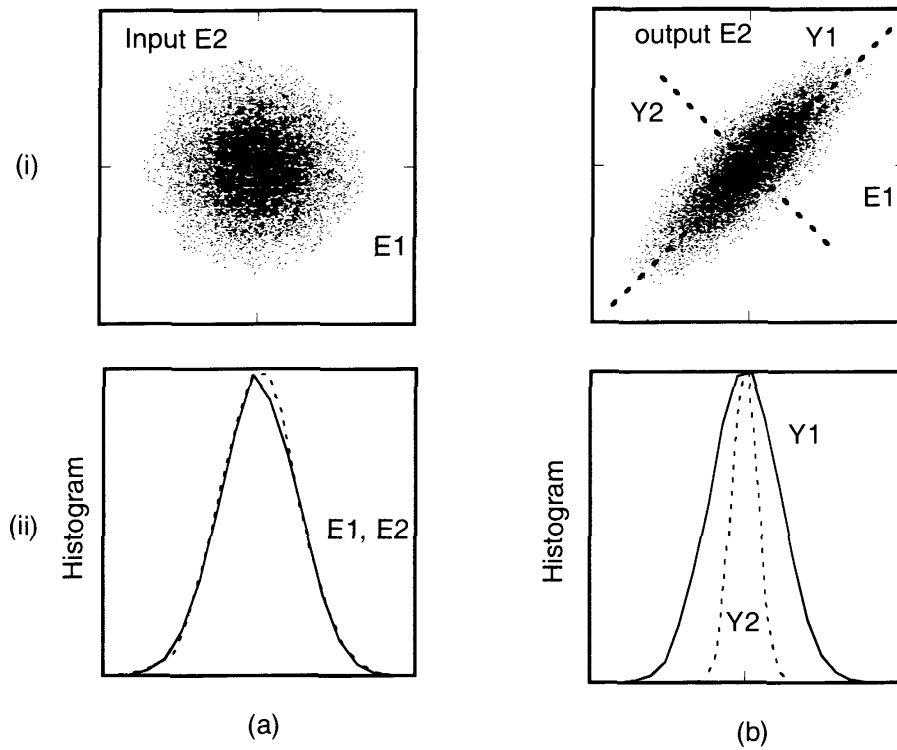 Input E2
E1
(i)
output E2
Y1
Y2
E1
(ii)
Histogram
E1, E2
Histogram
Y1
Y2
(a)
(b)